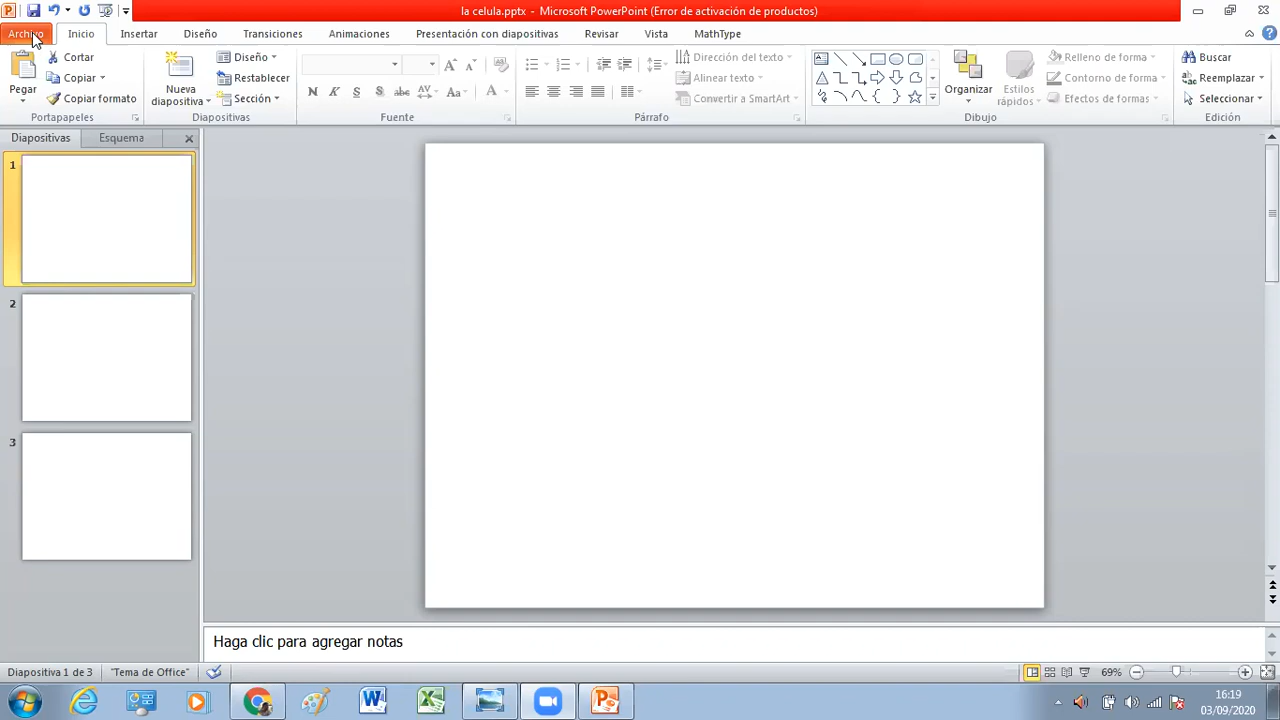 la celula.pptx - Microsoft PowerPoint (Error de activación de productos)
Archivo Inicio Insertar Diseño Transiciones Animaciones Presentación con diapositivas Revisar Vista MathType
Pegar
Cortar
Copiar
Copiar formato
Portapapeles
Nueva diapositiva
Diseño
Restablecer
Sección
Diapositivas
N K S S abc AV Aa A
Fuente
Dirección del texto
Alinear texto
Convertir a SmartArt
Párrafo
Organizar
Estilos rápidos
Relleno de forma
Contorno de forma
Efectos de formas
Dibujo
Buscar
Reemplazar
Seleccionar
Edición
Diapositivas Esquema
1
2
3
Haga clic para agregar notas
Diapositiva 1 de 3 "Tema de Office" 69%
16:19
03/09/2020